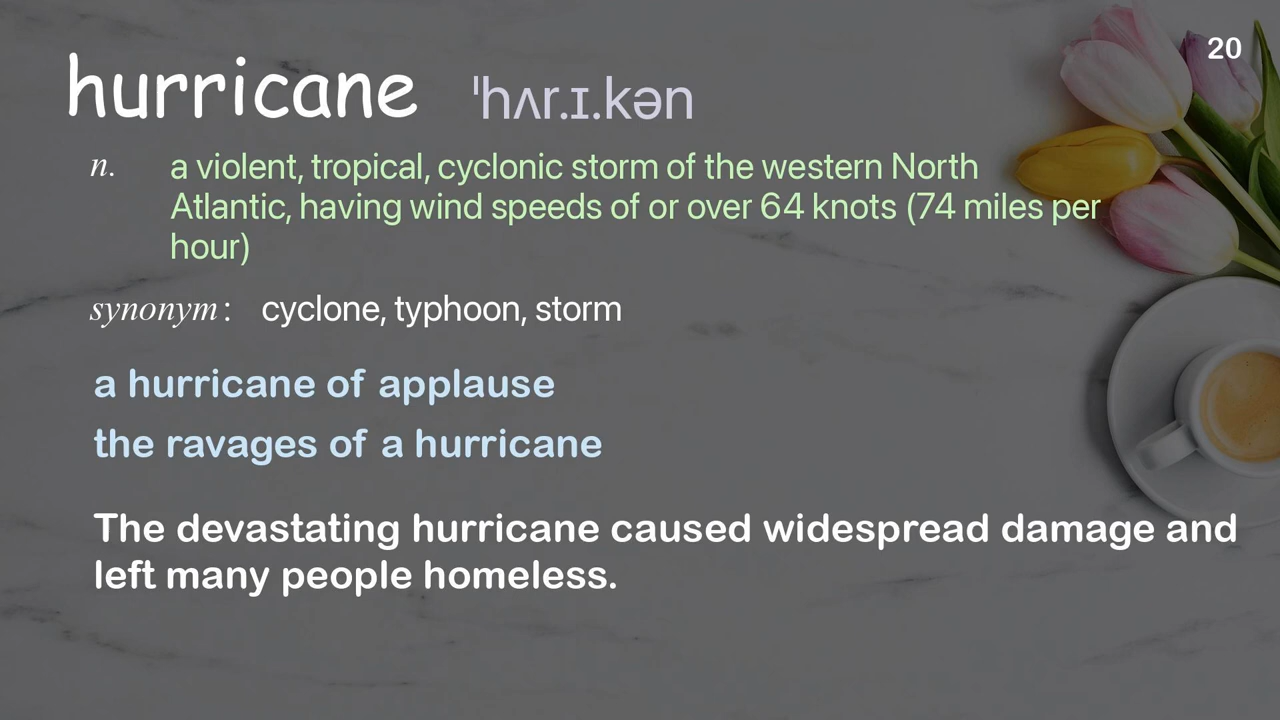 20
hurricane ˈhʌr.ɪ.kən
n. a violent, tropical, cyclonic storm of the western North
Atlantic, having wind speeds of or over 64 knots (74 miles per
hour)
synonym: cyclone, typhoon, storm
a hurricane of applause
the ravages of a hurricane
The devastating hurricane caused widespread damage and
left many people homeless.